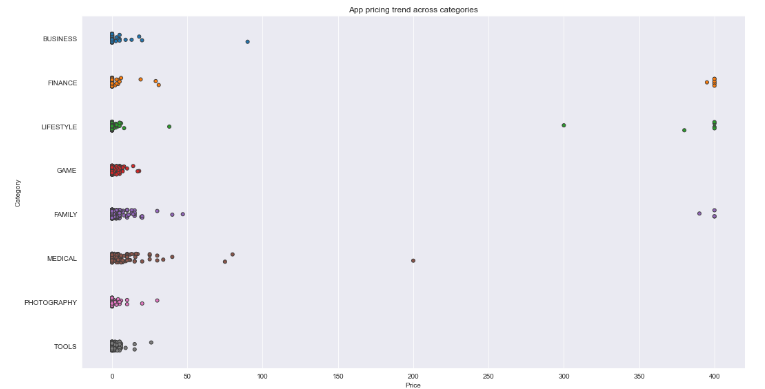 App pricing trend across categories
BUSINESS
FINANCE
LIFESTYLE
GAME
FAMILY
MEDICAL
PHOTOGRAPHY
TOOLS
Category
0 50 100 150 200 250 300 350 400
Price